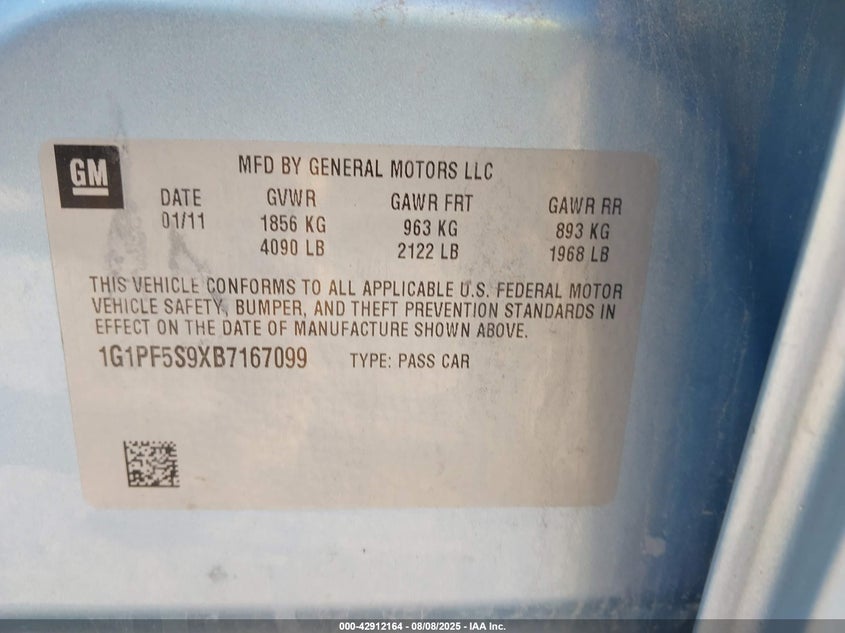 GM
MFD BY GENERAL MOTORS LLC
DATE GVWR GAWR FRT GAWR RR
01/11 1856 KG 963 KG 893 KG
4090 LB 2122 LB 1968 LB
THIS VEHICLE CONFORMS TO ALL APPLICABLE U.S. FEDERAL MOTOR
VEHICLE SAFETY, BUMPER, AND THEFT PREVENTION STANDARDS IN
EFFECT ON THE DATE OF MANUFACTURE SHOWN ABOVE.
1G1PF5S9XB7167099 TYPE: PASS CAR
000-42912164 - 08/08/2025 - IAA Inc.